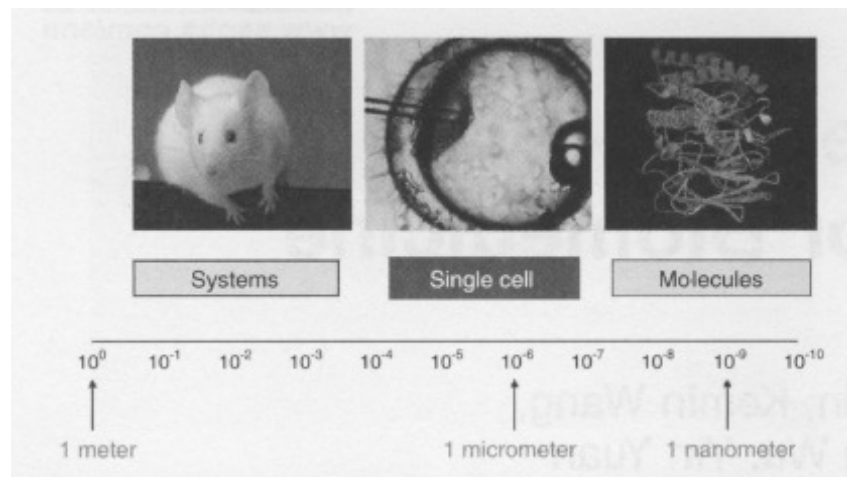 Systems
Single cell
Molecules
10⁰ 10⁻¹ 10⁻² 10⁻³ 10⁻⁴ 10⁻⁵ 10⁻⁶ 10⁻⁷ 10⁻⁸ 10⁻⁹ 10⁻¹⁰
1 meter 1 micrometer 1 nanometer